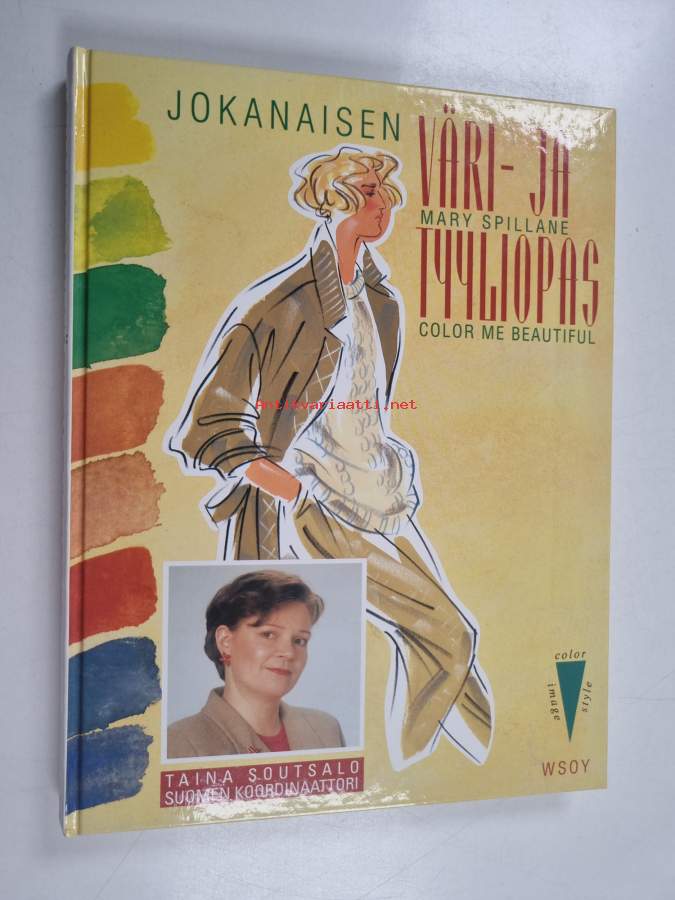 JOKANAISEN
VÄRI- JA
MARY SPILLANE
TYYLIOPAS
COLOR ME BEAUTIFUL
Antikvariaatti.net
color
image
style
WSOY
TAINA SOUTSALO
SUOMEN KOORDINAATTORI